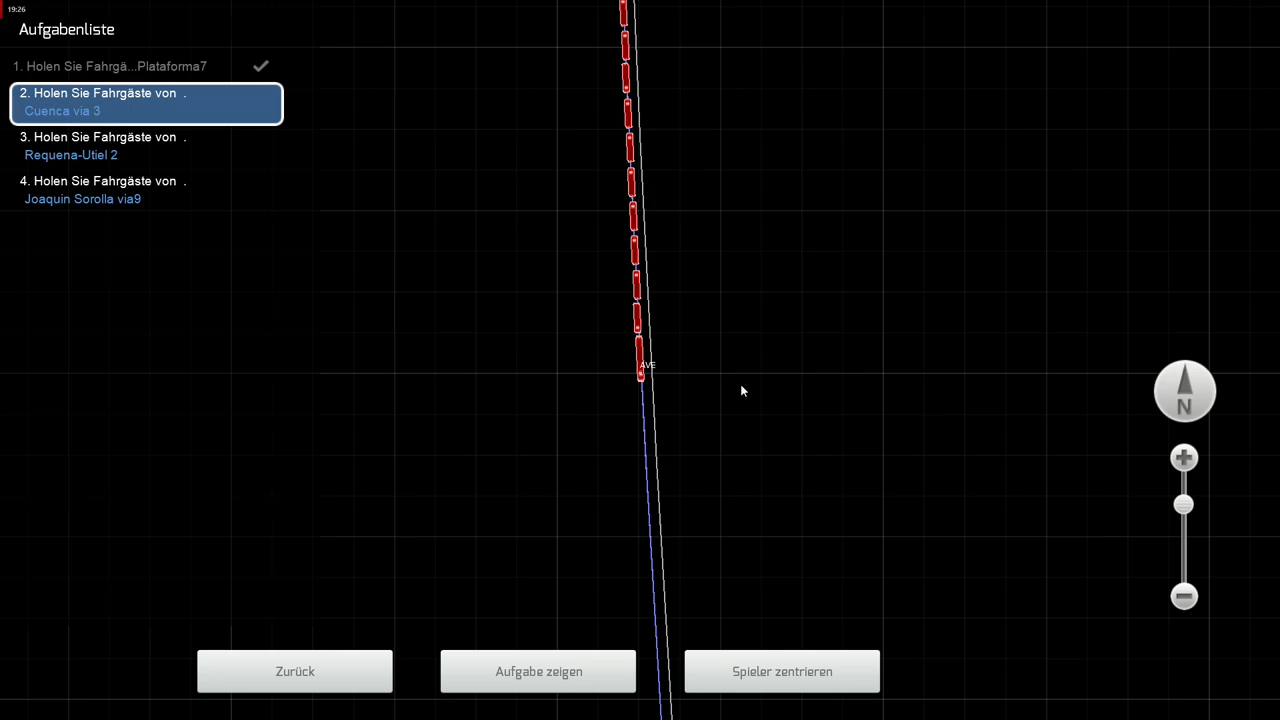 19:26
Aufgabenliste
1. Holen Sie Fahrgä...Plataforma7
2. Holen Sie Fahrgäste von .
Cuenca via 3
3. Holen Sie Fahrgäste von .
Requena-Utiel 2
4. Holen Sie Fahrgäste von .
Joaquin Sorolla via9
AVE
N
Zurück
Aufgabe zeigen
Spieler zentrieren